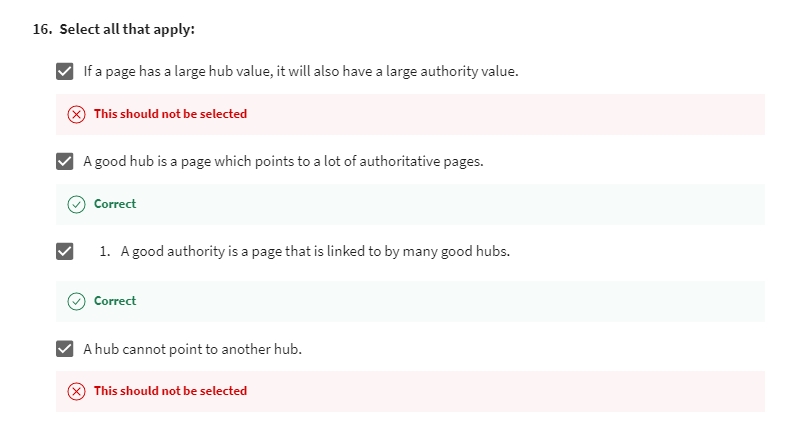 16. Select all that apply:
If a page has a large hub value, it will also have a large authority value.
This should not be selected
A good hub is a page which points to a lot of authoritative pages.
Correct
1. A good authority is a page that is linked to by many good hubs.
Correct
A hub cannot point to another hub.
This should not be selected